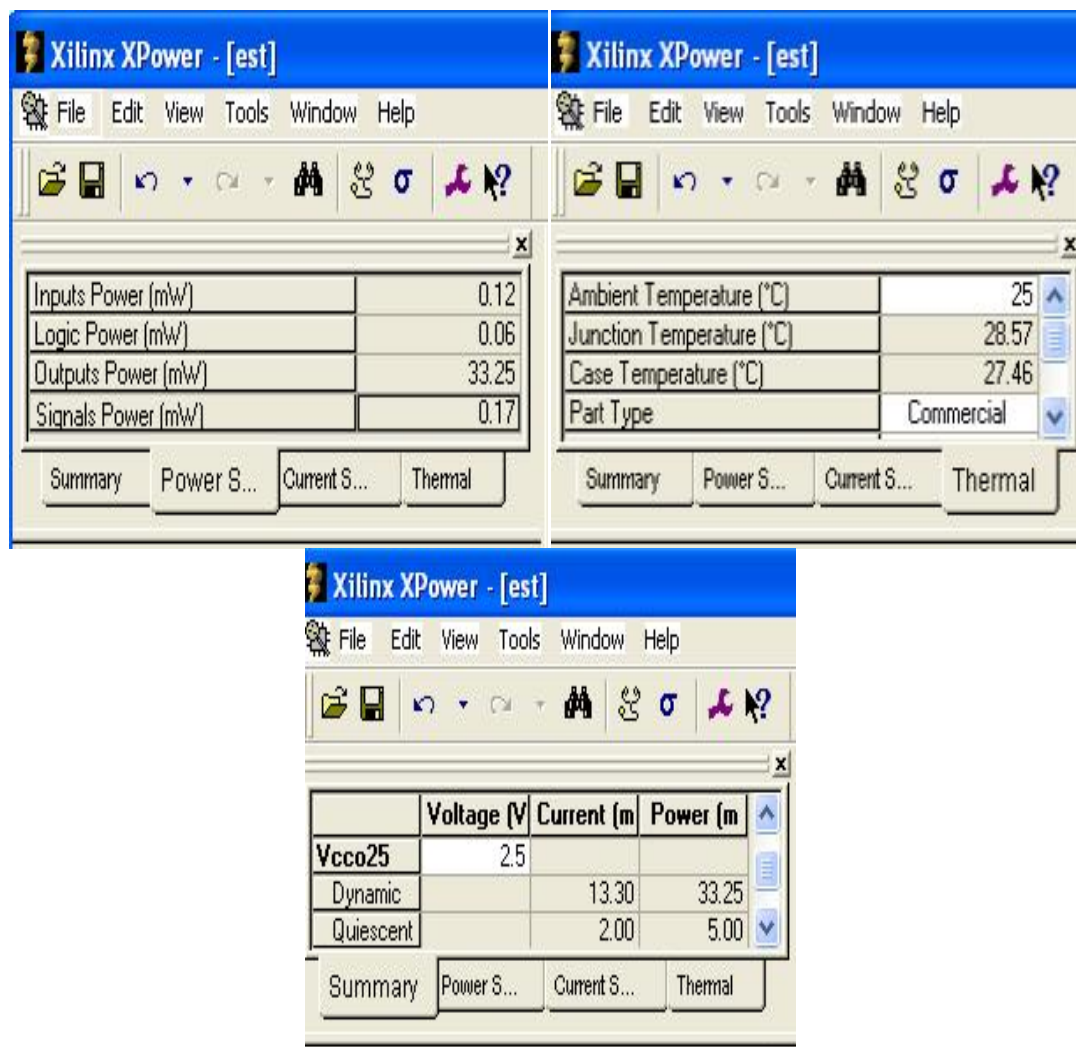 Xilinx XPower - [est]
File Edit View Tools Window Help
Inputs Power (mW) 0.12
Logic Power (mW) 0.06
Outputs Power (mW) 33.25
Signals Power (mW) 0.17
Summary Power S... Current S... Thermal
Xilinx XPower - [est]
File Edit View Tools Window Help
Ambient Temperature (°C) 25
Junction Temperature (°C) 28.57
Case Temperature (°C) 27.46
Part Type Commercial
Summary Power S... Current S... Thermal
Xilinx XPower - [est]
File Edit View Tools Window Help
Voltage (V Current (m Power (m
Vcco25 2.5
Dynamic 13.30 33.25
Quiescent 2.00 5.00
Summary Power S... Current S... Thermal